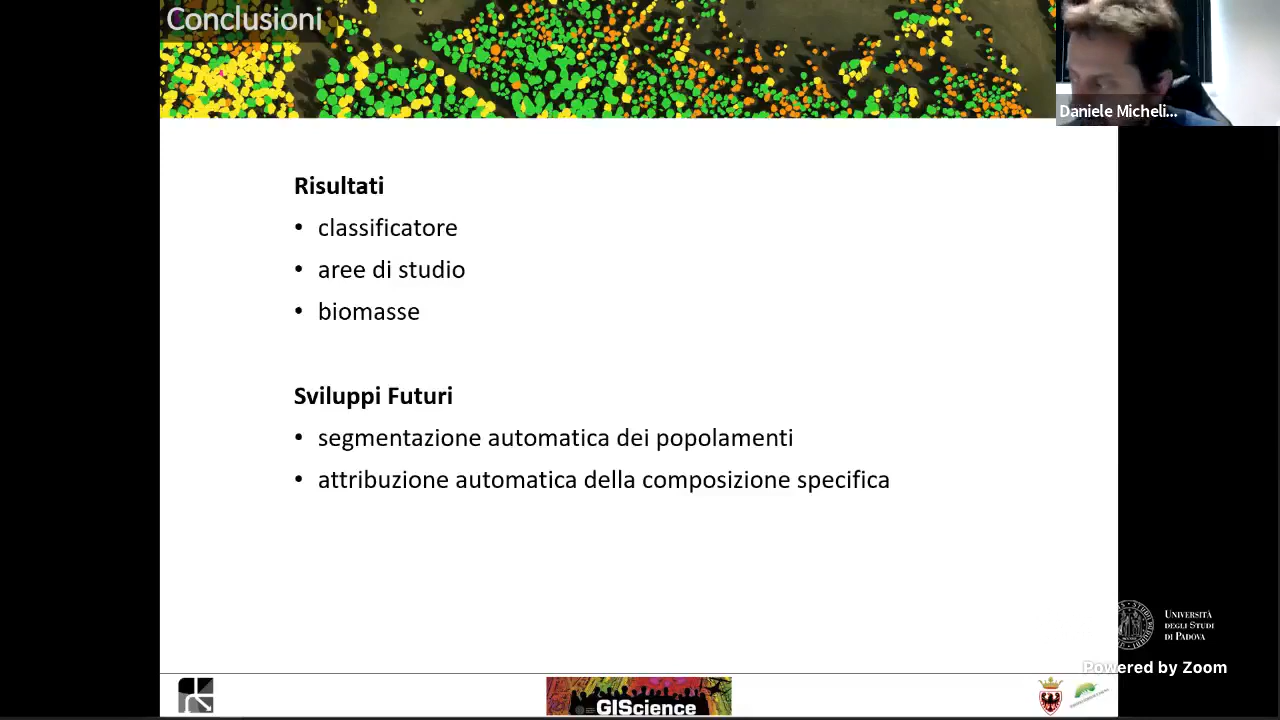 Conclusioni
Daniele Micheli...
Risultati
• classificatore
• aree di studio
• biomasse
Sviluppi Futuri
• segmentazione automatica dei popolamenti
• attribuzione automatica della composizione specifica
UNIVERSITÀ
DEGLI STUDI
DI PADOVA
Powered by Zoom
GIScience